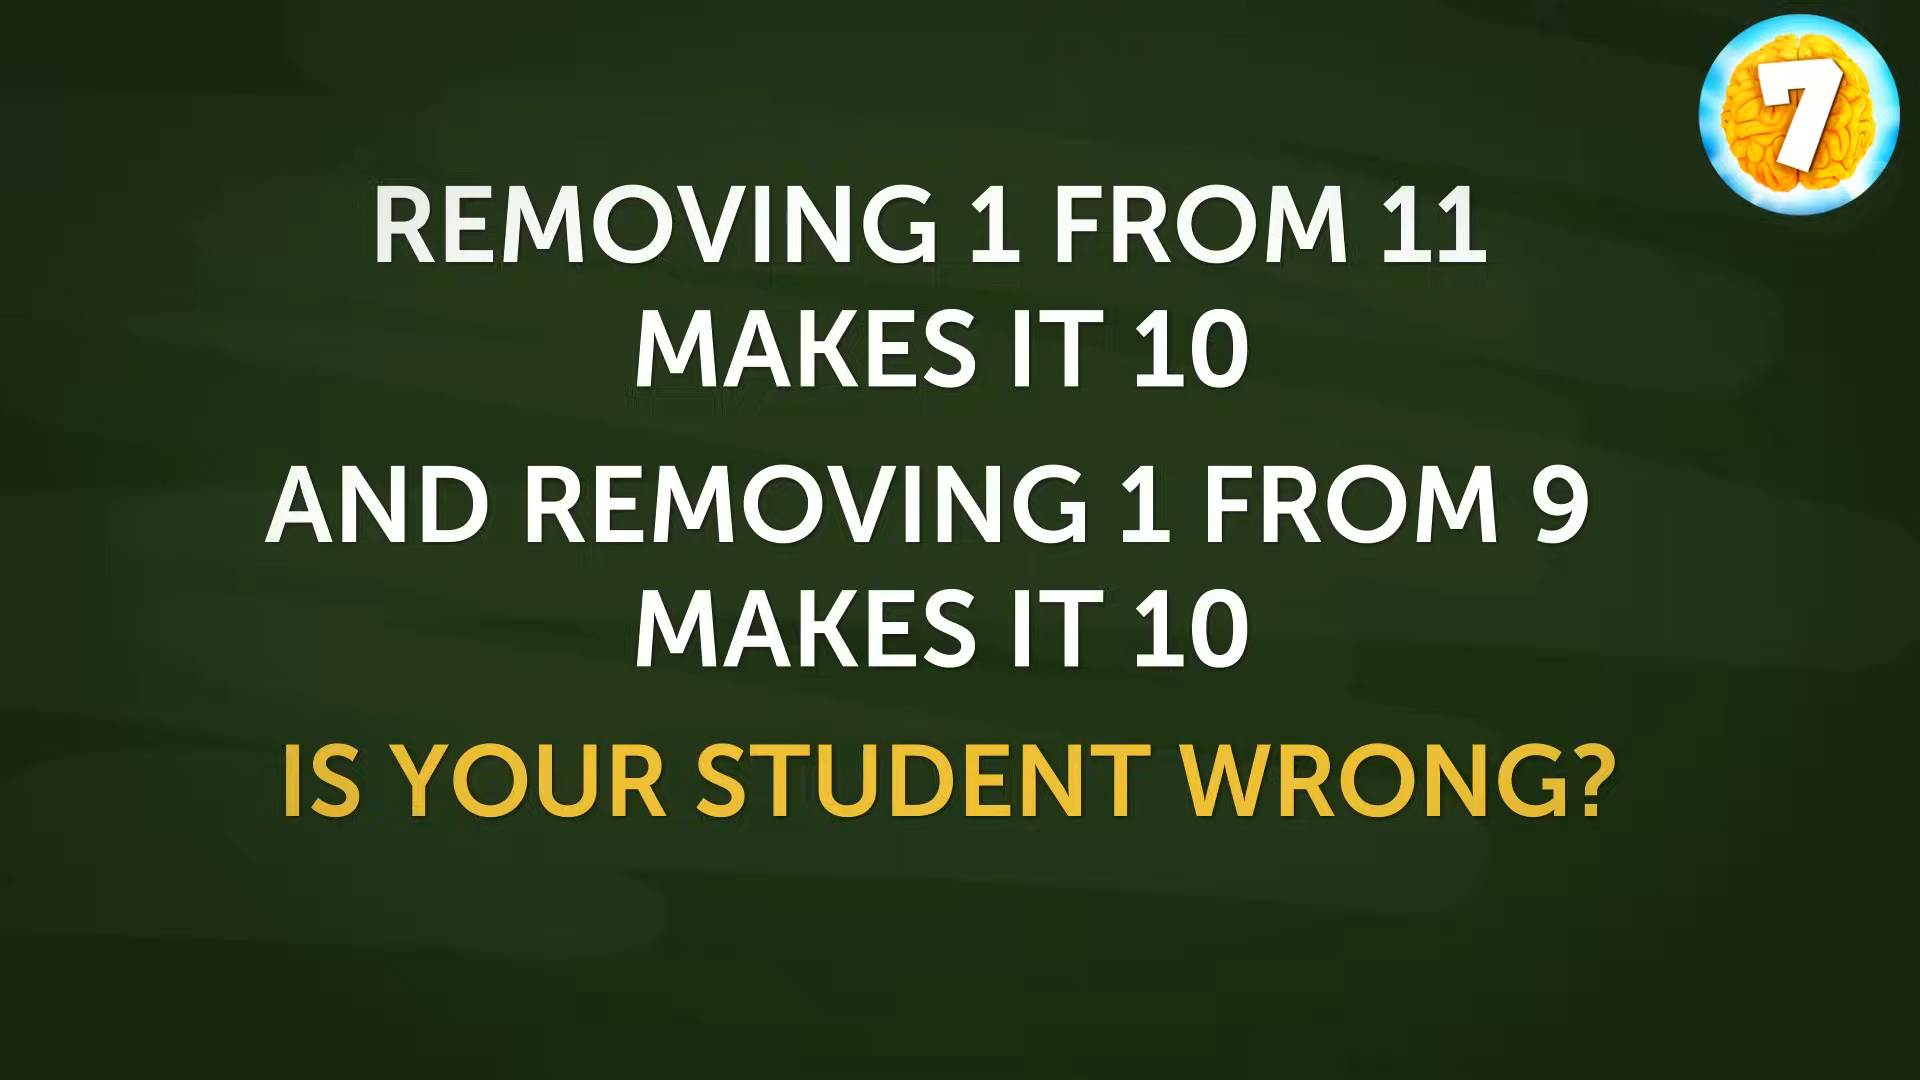 7
REMOVING 1 FROM 11
MAKES IT 10
AND REMOVING 1 FROM 9
MAKES IT 10
IS YOUR STUDENT WRONG?